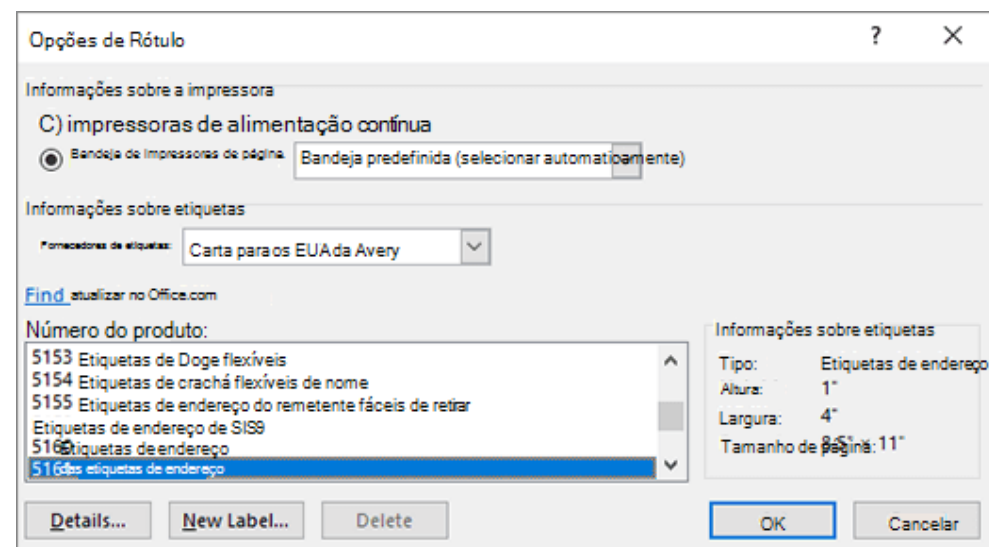 Opções de Rótulo ? X
Informações sobre a impressora
C) impressoras de alimentação contínua
Bandeja de Impressoras de página. Bandeja predefinida (selecionar automaticamente)
Informações sobre etiquetas
Fornecedores de etiquetas: Carta para os EUA da Avery
Find atualizar no Office.com
Número do produto:
5153 Etiquetas de Doge flexíveis
5154 Etiquetas de crachá flexíveis de nome
5155 Etiquetas de endereço do remetente fáceis de retirar
Etiquetas de endereço de SIS9
5160 Etiquetas de endereço
das etiquetas de endereço
Informações sobre etiquetas
Tipo: Etiquetas de endereço
Altura: 1"
Largura: 4"
Tamanho de página: 8.5" x 11"
Details... New Label... Delete OK Cancelar